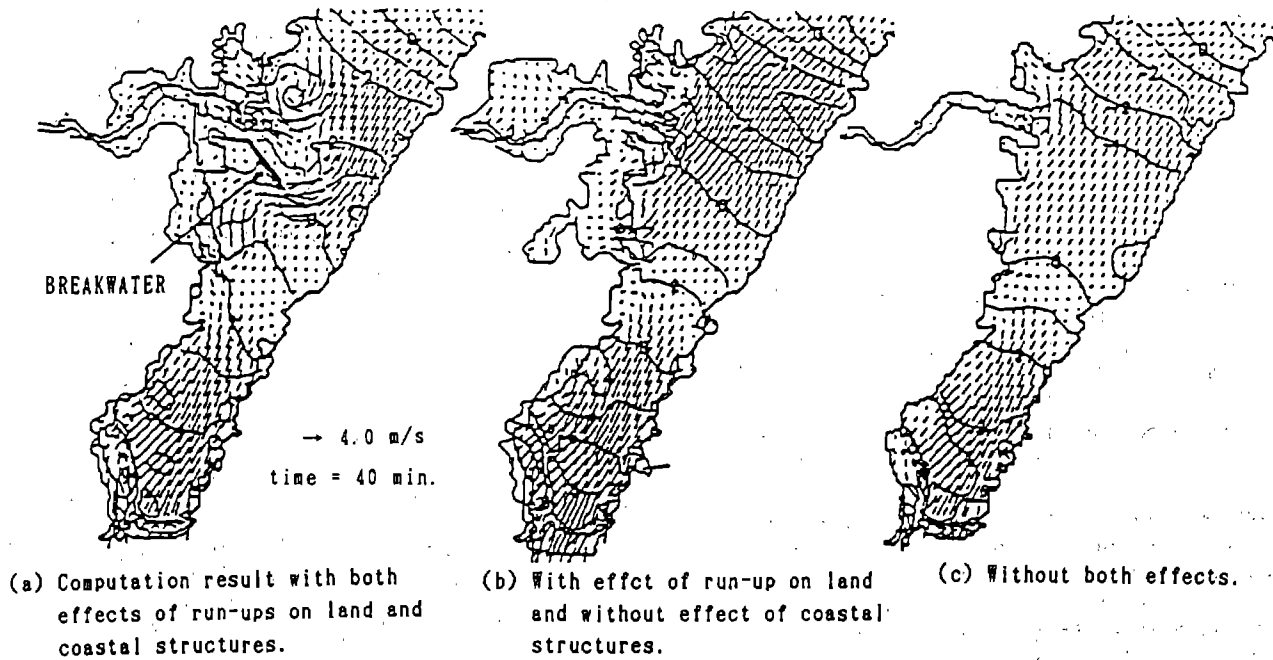 BREAKWATER
→ 4.0 m/s
time = 40 min.
(a) Computation result with both
effects of run-ups on land and
coastal structures.
(b) With effct of run-up on land
and without effect of coastal
structures.
(c) Without both effects.